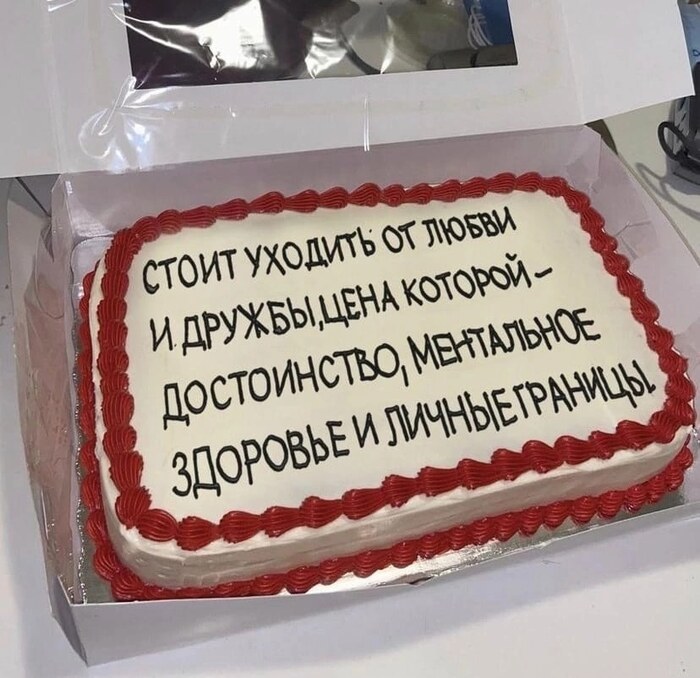 СТОИТ УХОДИТЬ ОТ ЛЮБВИ
И ДРУЖБЫ,ЦЕНА КОТОРОЙ –
ДОСТОИНСТВО, МЕНТАЛЬНОЕ
ЗДОРОВЬЕ И ЛИЧНЫЕ ГРАНИЦЫ.